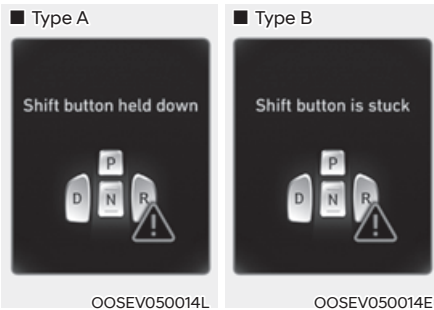 ■ Type A
Shift button held down
P
D N R
OOSEV050014L
■ Type B
Shift button is stuck
P
D N R
OOSEV050014E